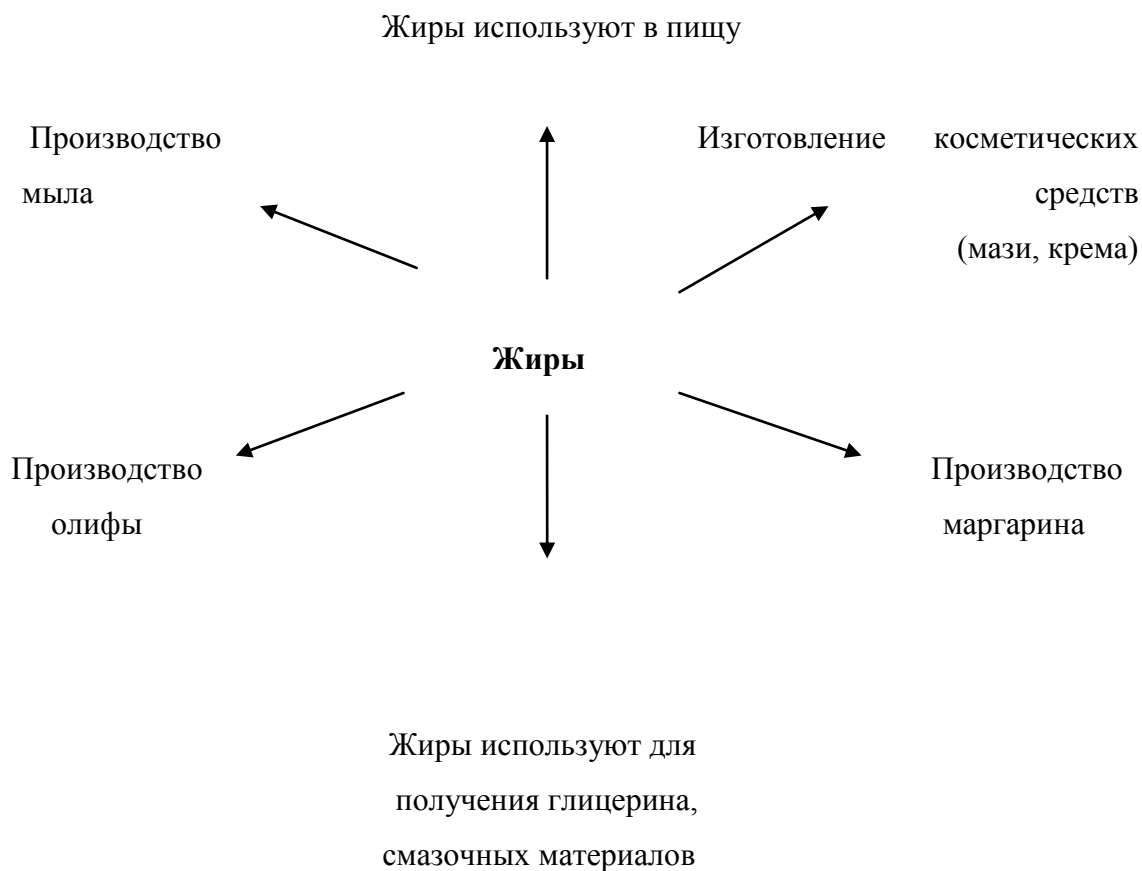 Жиры используют в пищу
Производство
мыла
Изготовление косметических
средств
(мази, крема)
Жиры
Производство
олифы
Производство
маргарина
Жиры используют для
получения глицерина,
смазочных материалов